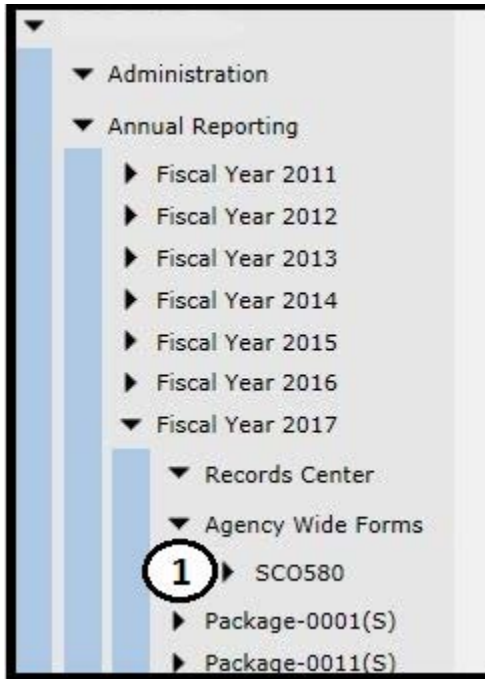 Administration
Annual Reporting
Fiscal Year 2011
Fiscal Year 2012
Fiscal Year 2013
Fiscal Year 2014
Fiscal Year 2015
Fiscal Year 2016
Fiscal Year 2017
Records Center
Agency Wide Forms
1 SCO580
Package-0001(S)
Package-0011(S)